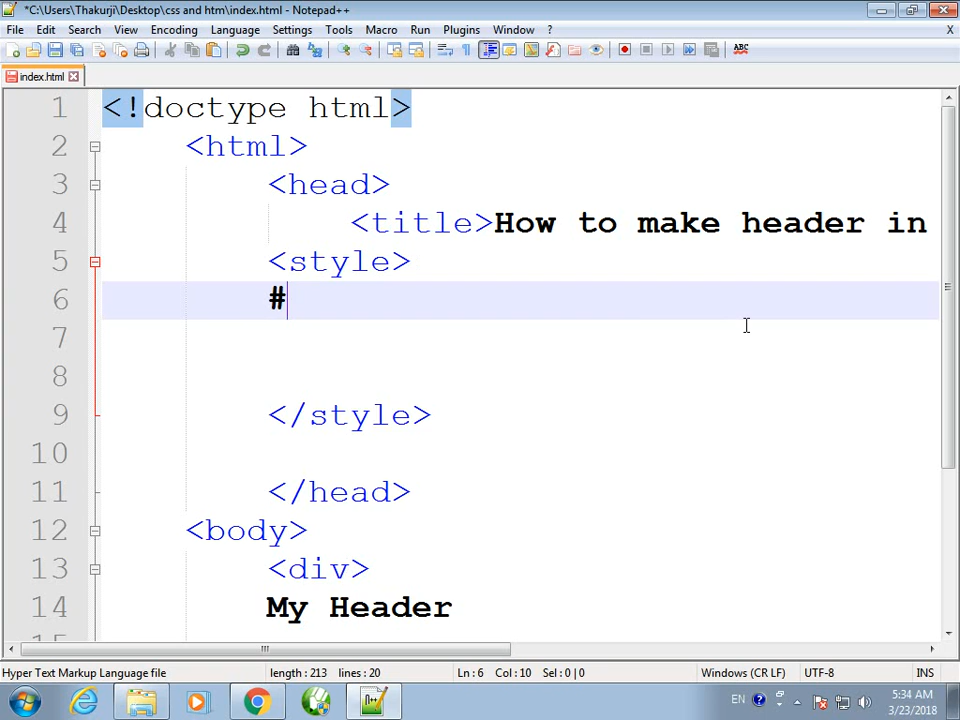 *C:\Users\Thakurji\Desktop\css and htm\index.html - Notepad++
File Edit Search View Encoding Language Settings Tools Macro Run Plugins Window ? X
ABC
index.html
1 <!doctype html>
2 <html>
3 <head>
4 <title>How to make header in
5 <style>
6 #
7
8
9 </style>
10
11 </head>
12 <body>
13 <div>
14 My Header
15
Hyper Text Markup Language file length : 213 lines : 20 Ln : 6 Col : 10 Sel : 0 | 0 Windows (CR LF) UTF-8 INS
EN 5:34 AM
3/23/2018